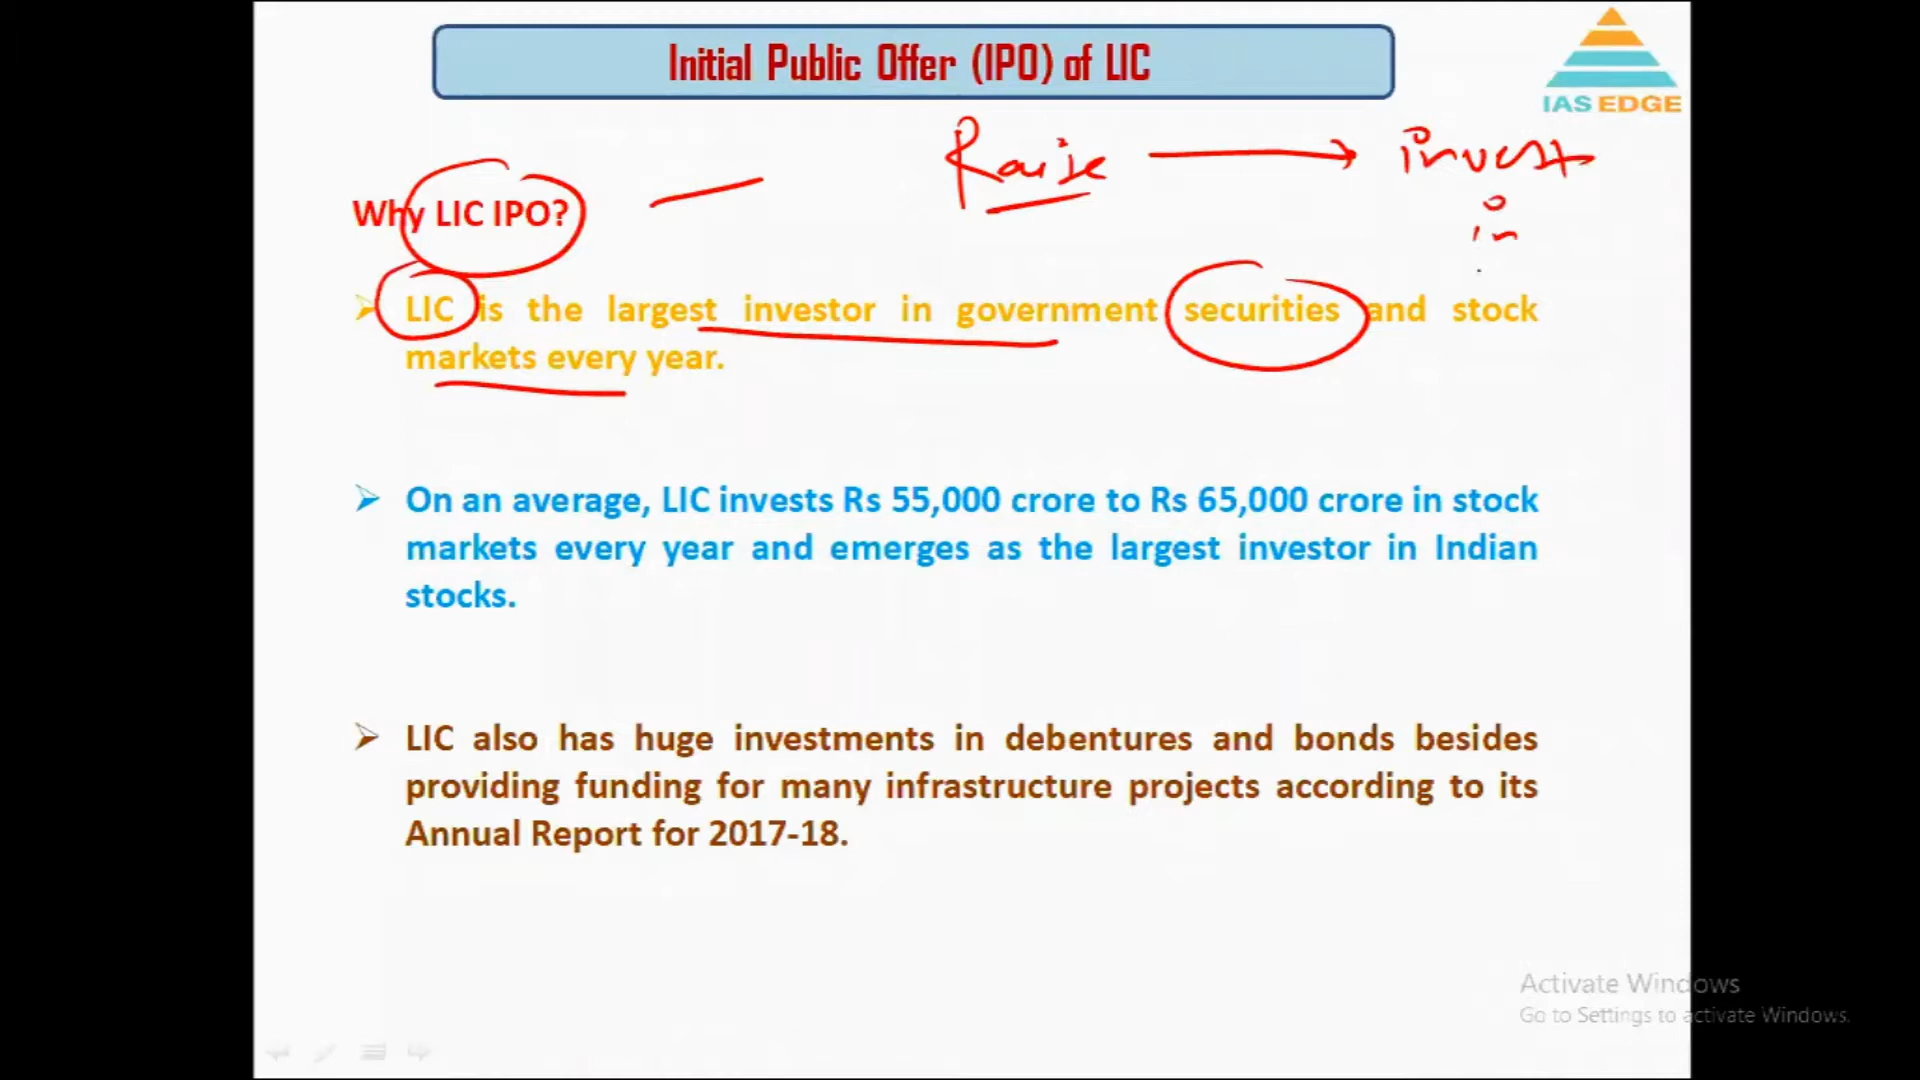 Initial Public Offer (IPO) of LIC
IAS EDGE
Raise → invest
in
Why LIC IPO?
➢ LIC is the largest investor in government securities and stock
markets every year.
➢ On an average, LIC invests Rs 55,000 crore to Rs 65,000 crore in stock
markets every year and emerges as the largest investor in Indian
stocks.
➢ LIC also has huge investments in debentures and bonds besides
providing funding for many infrastructure projects according to its
Annual Report for 2017-18.
Activate Windows
Go to Settings to activate Windows.